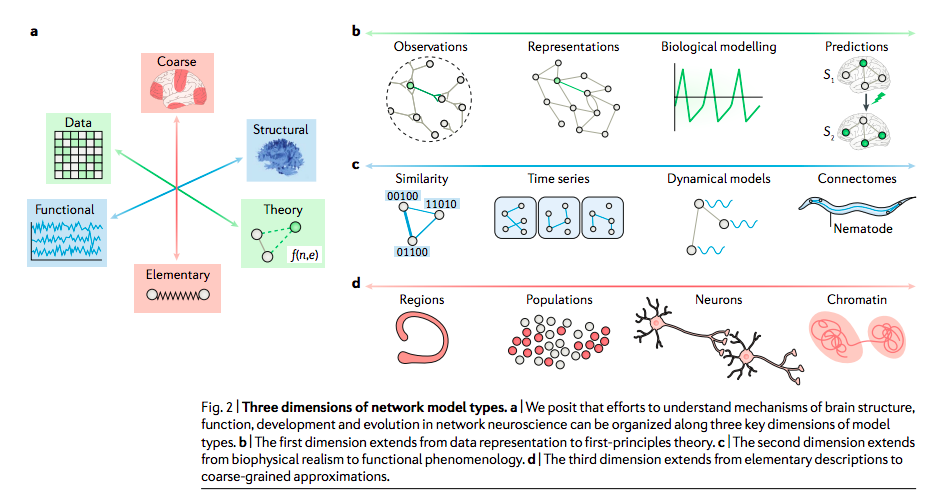 a
Coarse
Data
Structural
Functional
Theory
f(n,e)
Elementary
b
Observations Representations Biological modelling Predictions
S1
S2
c
Similarity Time series Dynamical models Connectomes
00100
11010
01100
Nematode
d
Regions Populations Neurons Chromatin
Fig. 2 | Three dimensions of network model types. a | We posit that efforts to understand mechanisms of brain structure,
function, development and evolution in network neuroscience can be organized along three key dimensions of model
types. b | The first dimension extends from data representation to first-principles theory. c | The second dimension extends
from biophysical realism to functional phenomenology. d | The third dimension extends from elementary descriptions to
coarse-grained approximations.